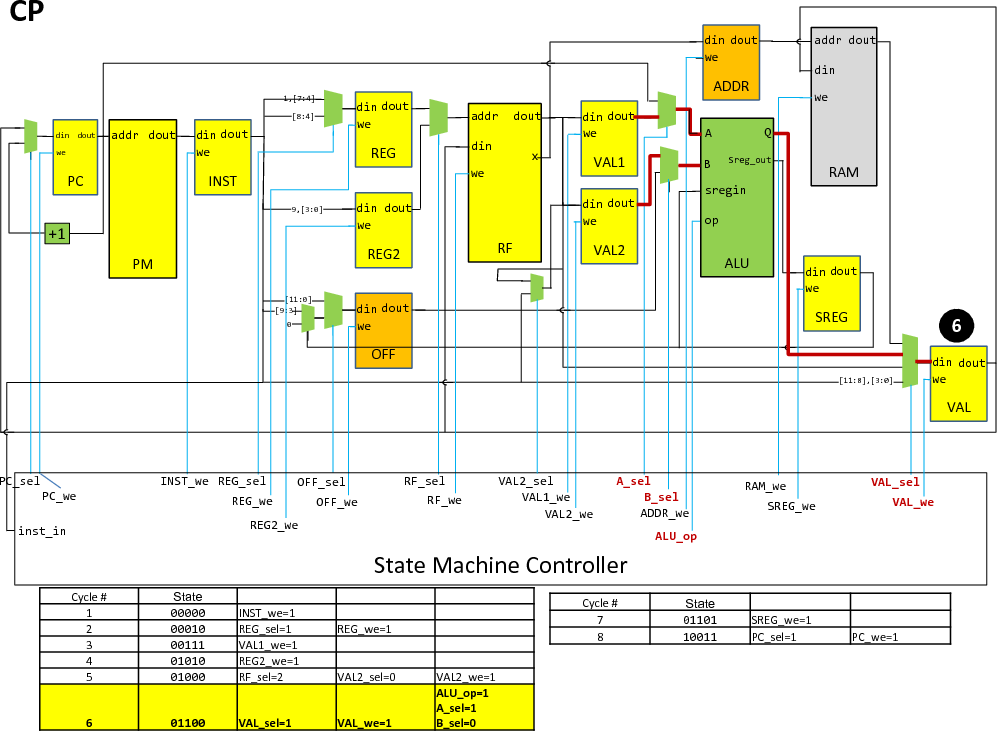 CP
din dout
we
PC
+1
addr dout
PM
din dout
we
INST
1,[7:4]
[8:4]
din dout
we
REG
9,[3:0]
din dout
we
REG2
[11:0]
[9:3]
0
din dout
we
OFF
addr dout
din
x
we
RF
din dout
we
VAL1
din dout
we
VAL2
din dout
we
ADDR
A Q
Sreg_out
B
sregin
op
ALU
addr dout
din
we
RAM
din dout
we
SREG
6
din dout
we
VAL
[11:8],[3:0]
PC_sel
PC_we
INST_we
REG_sel
REG_we
REG2_we
OFF_sel
OFF_we
RF_sel
RF_we
VAL2_sel
VAL1_we
VAL2_we
A_sel
B_sel
ADDR_we
ALU_op
RAM_we
SREG_we
VAL_sel
VAL_we
inst_in
State Machine Controller
Cycle # State
1 00000 INST_we=1
2 00010 REG_sel=1 REG_we=1
3 00111 VAL1_we=1
4 01010 REG2_we=1
5 01000 RF_sel=2 VAL2_sel=0 VAL2_we=1
ALU_op=1
A_sel=1
6 01100 VAL_sel=1 VAL_we=1 B_sel=0
Cycle # State
7 01101 SREG_we=1
8 10011 PC_sel=1 PC_we=1